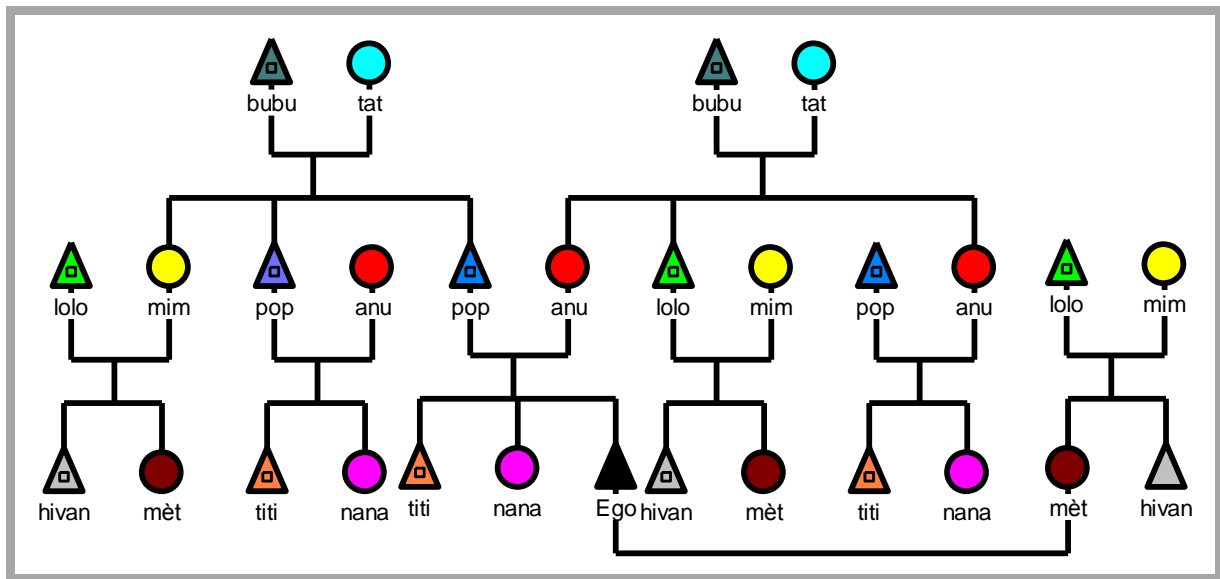 bubu tat bubu tat
lolo mim pop anu pop anu lolo mim pop anu lolo mim
hivan mèt titi nana titi nana Ego hivan mèt titi nana mèt hivan